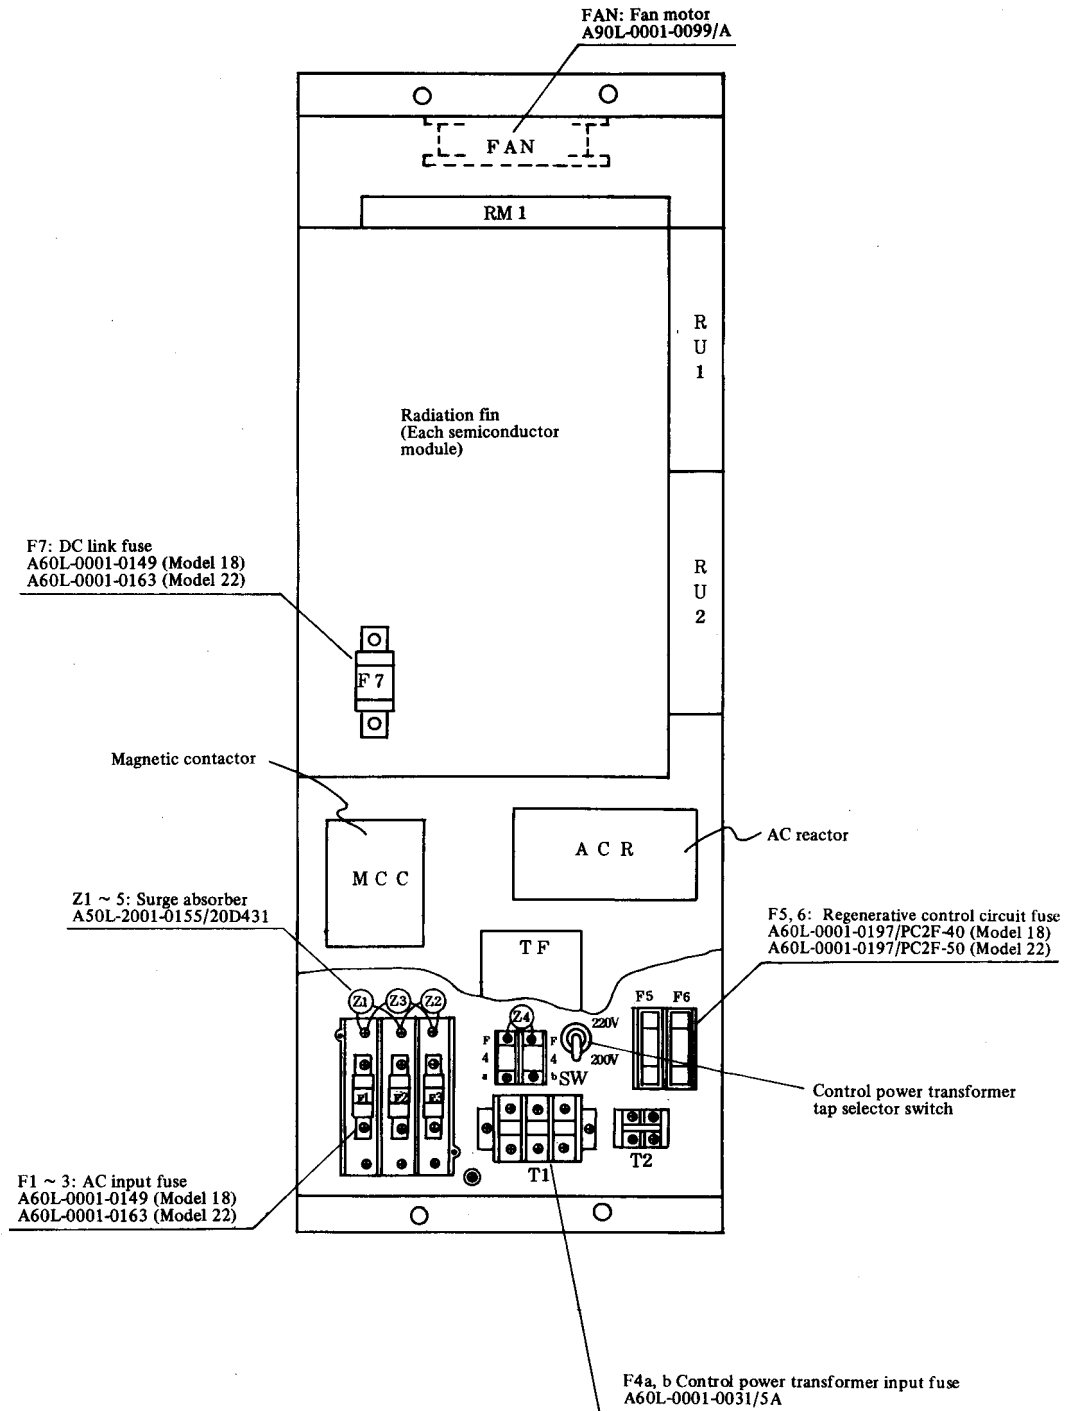 FAN: Fan motor
A90L-0001-0099/A
FAN
RM 1
R
U
1
Radiation fin
(Each semiconductor
module)
F7: DC link fuse
A60L-0001-0149 (Model 18)
A60L-0001-0163 (Model 22)
R
U
2
F 7
Magnetic contactor
A C R
AC reactor
M C C
Z1 ~ 5: Surge absorber
A50L-2001-0155/20D431
F5, 6: Regenerative control circuit fuse
A60L-0001-0197/PC2F-40 (Model 18)
A60L-0001-0197/PC2F-50 (Model 22)
T F
Z1 Z3 Z2
F5 F6
Z4
220V
F
4
a
F
4
b
200V
SW
F1 F2 F3
Control power transformer
tap selector switch
T1
T2
F1 ~ 3: AC input fuse
A60L-0001-0149 (Model 18)
A60L-0001-0163 (Model 22)
F4a, b Control power transformer input fuse
A60L-0001-0031/5A